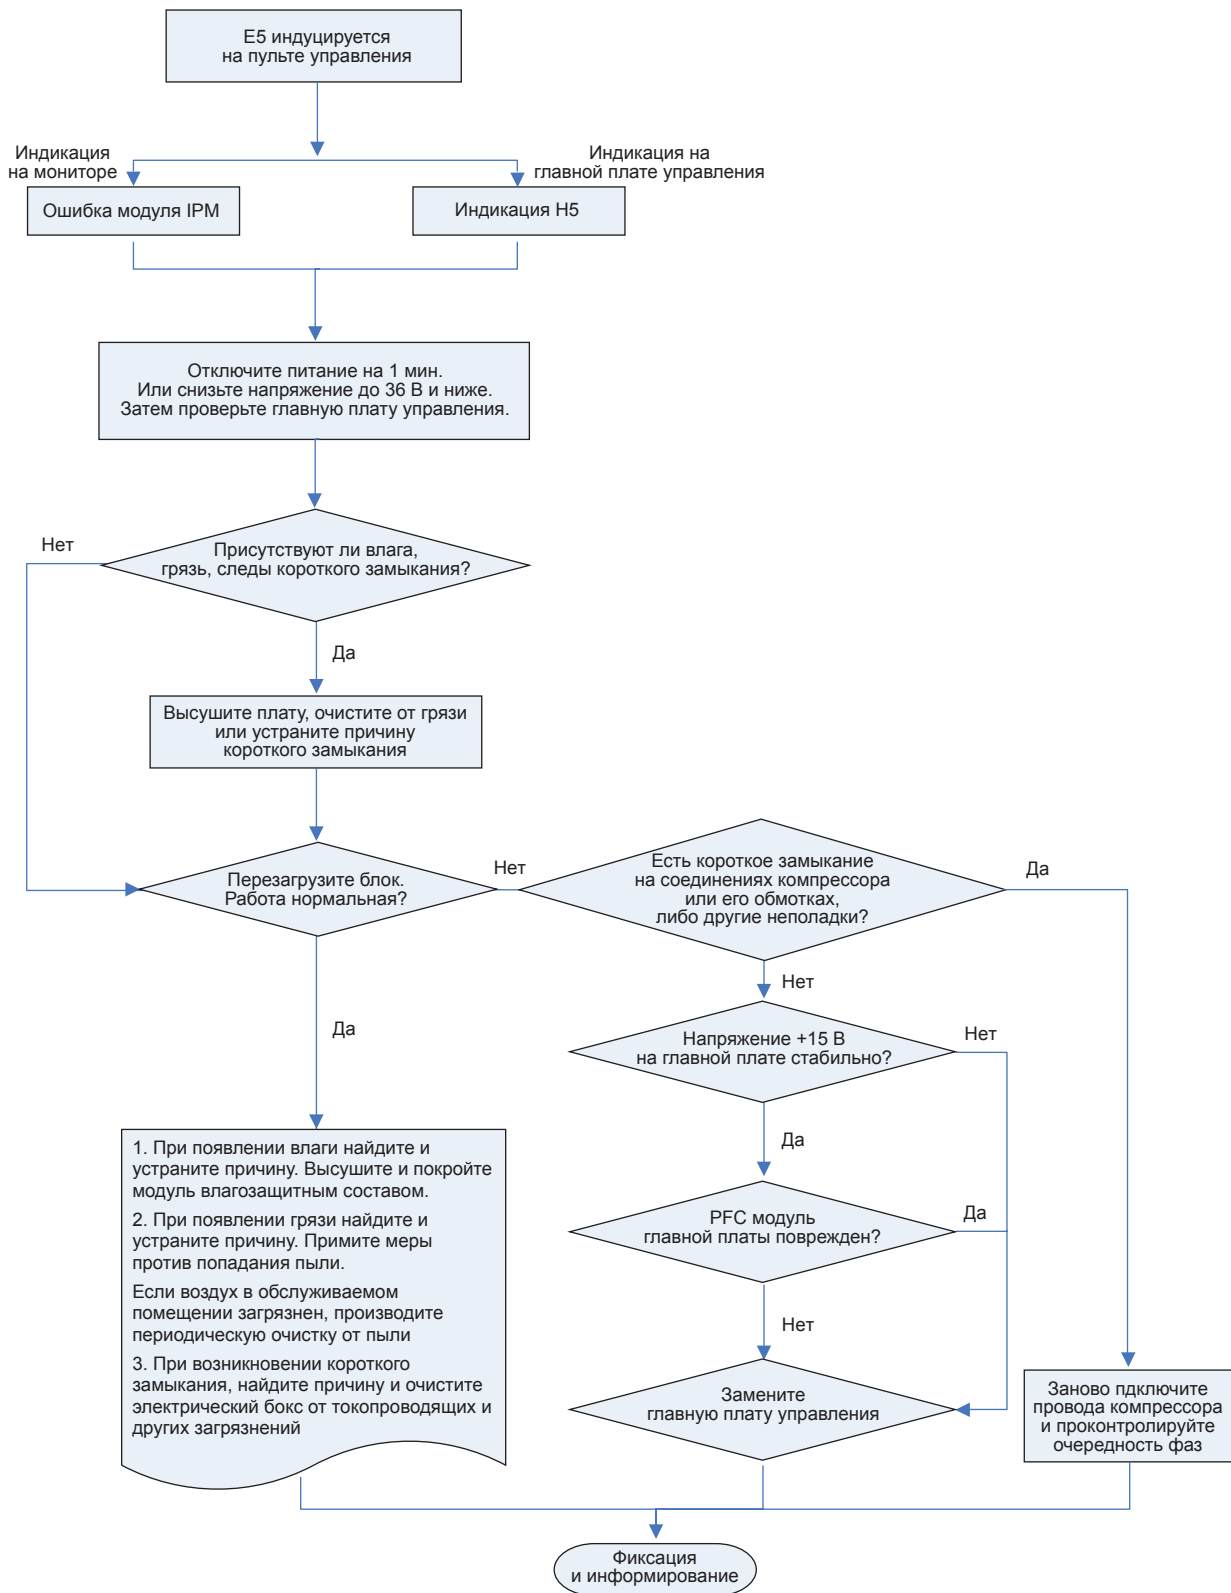 E5 индуцируется
на пульте управления
Индикация
на мониторе
Индикация на
главной плате управления
Ошибка модуля IPM
Индикация H5
Отключите питание на 1 мин.
Или снизьте напряжение до 36 В и ниже.
Затем проверьте главную плату управления.
Нет
Присутствуют ли влага,
грязь, следы короткого замыкания?
Да
Высушите плату, очистите от грязи
или устраните причину
короткого замыкания
Перезагрузите блок.
Работа нормальная?
Нет
Есть короткое замыкание
на соединениях компрессора
или его обмотках,
либо другие неполадки?
Да
Нет
Да
Напряжение +15 В
на главной плате стабильно?
Нет
Да
1. При появлении влаги найдите и
устраните причину. Высушите и покройте
модуль влагозащитным составом.
2. При появлении грязи найдите и
устраните причину. Примите меры
против попадания пыли.
Если воздух в обслуживаемом
помещении загрязнен, производите
периодическую очистку от пыли
3. При возникновении короткого
замыкания, найдите причину и очистите
электрический бокс от токопроводящих и
других загрязнений
PFC модуль
главной платы поврежден?
Да
Нет
Замените
главную плату управления
Заново пдключите
провода компрессора
и проконтролируйте
очередность фаз
Фиксация
и информирование